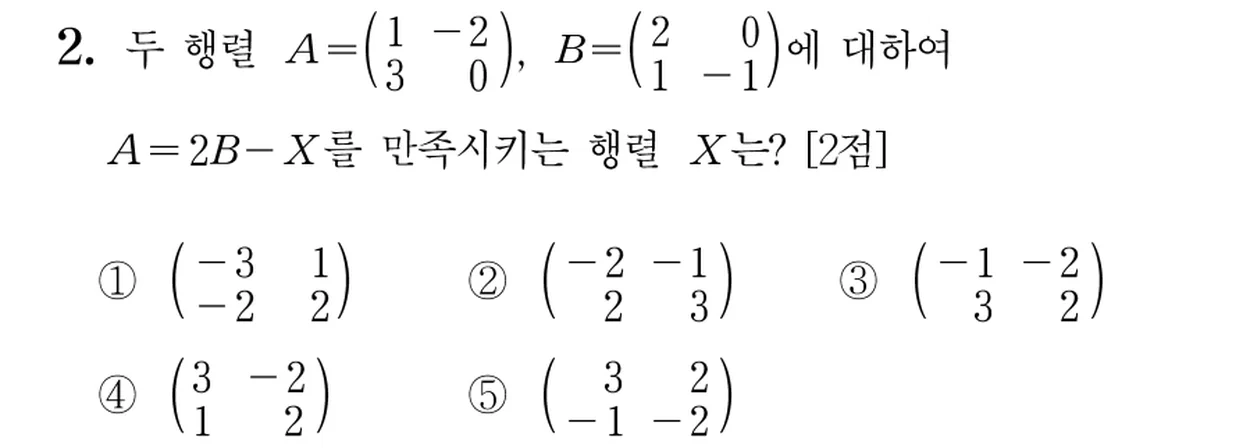 2. 두 행렬 A=(1 -2
3 0), B=(2 0
1 -1)에 대하여
A=2B-X를 만족시키는 행렬 X는? [2점]
① (-3 1
-2 2) ② (-2 -1
2 3) ③ (-1 -2
3 2)
④ (3 -2
1 2) ⑤ (3 2
-1 -2)